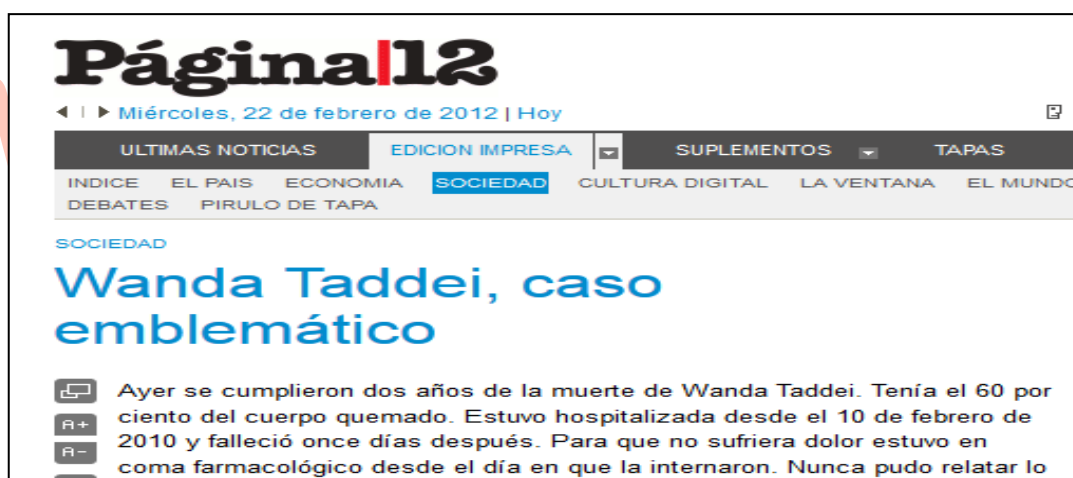 Página|12
Miércoles, 22 de febrero de 2012 | Hoy
ULTIMAS NOTICIAS EDICION IMPRESA SUPLEMENTOS TAPAS
INDICE EL PAIS ECONOMIA SOCIEDAD CULTURA DIGITAL LA VENTANA EL MUNDO
DEBATES PIRULO DE TAPA
SOCIEDAD
Wanda Taddei, caso
emblemático
Ayer se cumplieron dos años de la muerte de Wanda Taddei. Tenía el 60 por
A+ ciento del cuerpo quemado. Estuvo hospitalizada desde el 10 de febrero de
A- 2010 y falleció once días después. Para que no sufriera dolor estuvo en
coma farmacológico desde el día en que la internaron. Nunca pudo relatar lo